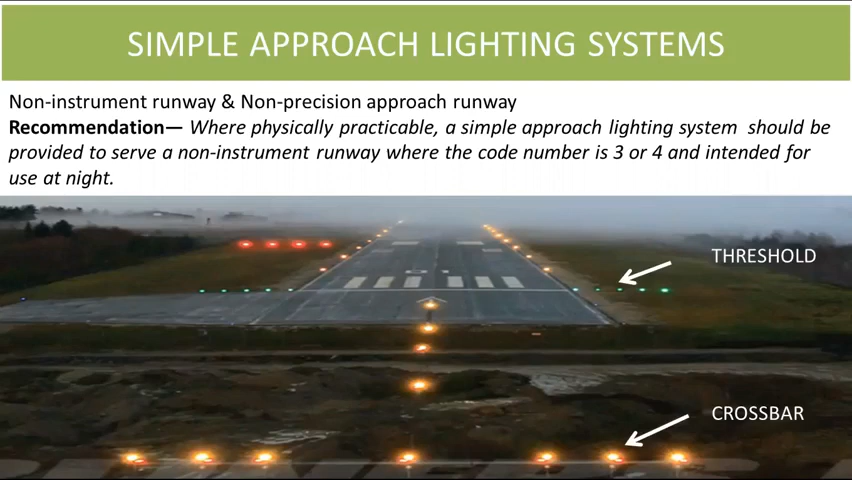 SIMPLE APPROACH LIGHTING SYSTEMS
Non-instrument runway & Non-precision approach runway
Recommendation— Where physically practicable, a simple approach lighting system should be
provided to serve a non-instrument runway where the code number is 3 or 4 and intended for
use at night.
THRESHOLD
CROSSBAR